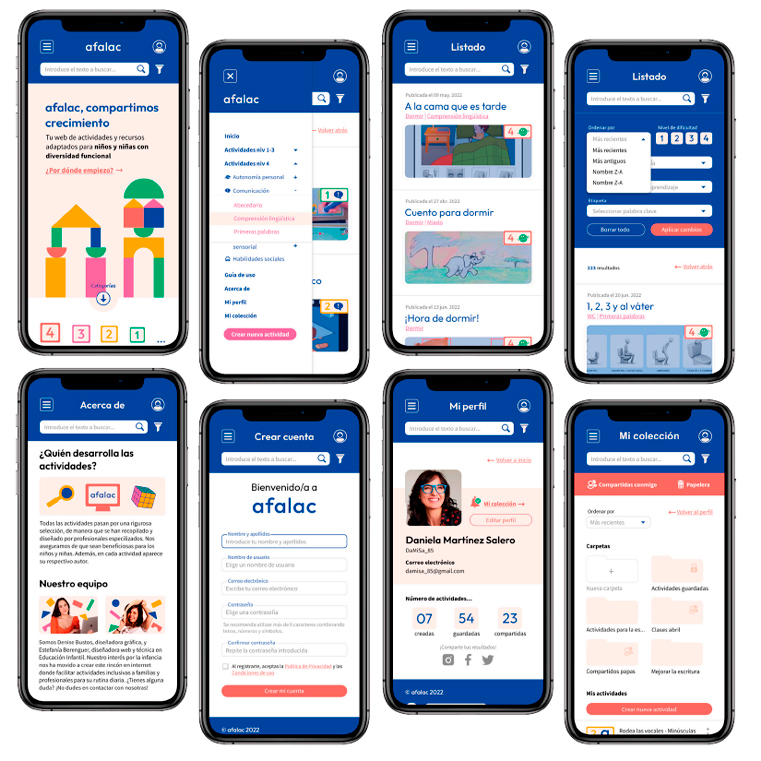 afalac
Introduce el texto a buscar...
afalac, compartimos
crecimiento
Tu web de actividades y recursos
adaptados para niños y niñas con
diversidad funcional
¿Por dónde empiezo? →
Categorías
4 3 2 1 ...
afalac
← Volver atrás
Inicio
Actividades niv 1-3
Actividades niv 4
Autonomía personal +
Comunicación -
Abecedario
Comprensión lingüística
Primeras palabras
sensorial +
Habilidades sociales
Guía de uso
Acerca de
Mi perfil
Mi colección
Crear nueva actividad
1
co
2
Listado
Introduce el texto a buscar...
Publicada el 09 may. 2022
A la cama que es tarde
Dormir | Comprensión lingüística
4
Publicada el 27 abr. 2022
Cuento para dormir
Dormir | Miedo
4
Publicada el 13 jun. 2022
¡Hora de dormir!
Dormir
4
Listado
Introduce el texto a buscar...
Ordenar por
Nivel de dificultad
Más recientes
1 2 3 4
Más recientes
Más antiguos
Nombre Z-A
Nombre Z-A
prendizaje
Etiqueta
Seleccionar palabra clave
Borrar todo
Aplicar cambios
resultados
← Volver atrás
Publicada el 20 jun. 2022
1, 2, 3 y al váter
WC | Primeras palabras
4
Acerca de
Introduce el texto a buscar...
¿Quién desarrolla las
actividades?
afalac
Todas las actividades pasan por una rigurosa
selección, de manera que se han recopilado y
diseñado por profesionales especilizados. Nos
aseguramos de que sean beneficiosas para los
niños y niñas. Además, en cada actividad aparece
su respectivo autor.
Nuestro equipo
Somos Denise Bustos, diseñadora gráfica, y
Estefanía Berenguer, diseñadora web y técnica en
Educación Infantil. Nuestro interés por la infancia
nos ha movido a crear este rincón en internet
donde facilitar actividades inclusivas a familias y
profesionales para su rutina diaria. ¿Tienes alguna
duda? ¡No dudes en contactar con nosotras!
Crear cuenta
Introduce el texto a buscar...
Bienvenido/a a
afalac
Nombre y apellidos
Introduce tu nombre y apellidos
Nombre de usuario
Elige un nombre de usuario
Correo electrónico
Escribe tu correo electrónico
Contraseña
Elige una contraseña
Se recomienda utilizar más de 8 caracteres combinando
letras, números y símbolos.
Confirmar contraseña
Repite la contraseña introducida
Al registrarte, aceptas la Política de Privacidad y las
Condiciones de uso
Crear mi cuenta
© afalac 2022
Mi perfil
Introduce el texto a buscar...
← Volver a inicio
Mi colección →
Editar perfil
Daniela Martínez Salero
DaMiSa_85
Correo electrónico
damisa_85@gmail.com
Número de actividades...
07 54 23
creadas guardadas compartidas
¡Comparte tus resultados!
© afalac 2022
Mi colección
Introduce el texto a buscar...
Compartidas conmigo
Papelera
Ordenar por
Más recientes
← Volver al perfil
Carpetas
+
Nueva carpeta
Actividades guardadas
Actividades para la es...
Clases abril
Compartidos papas
Mejorar la escritura
Mis actividades
Crear nueva actividad
Rodea las vocales - Minúsculas